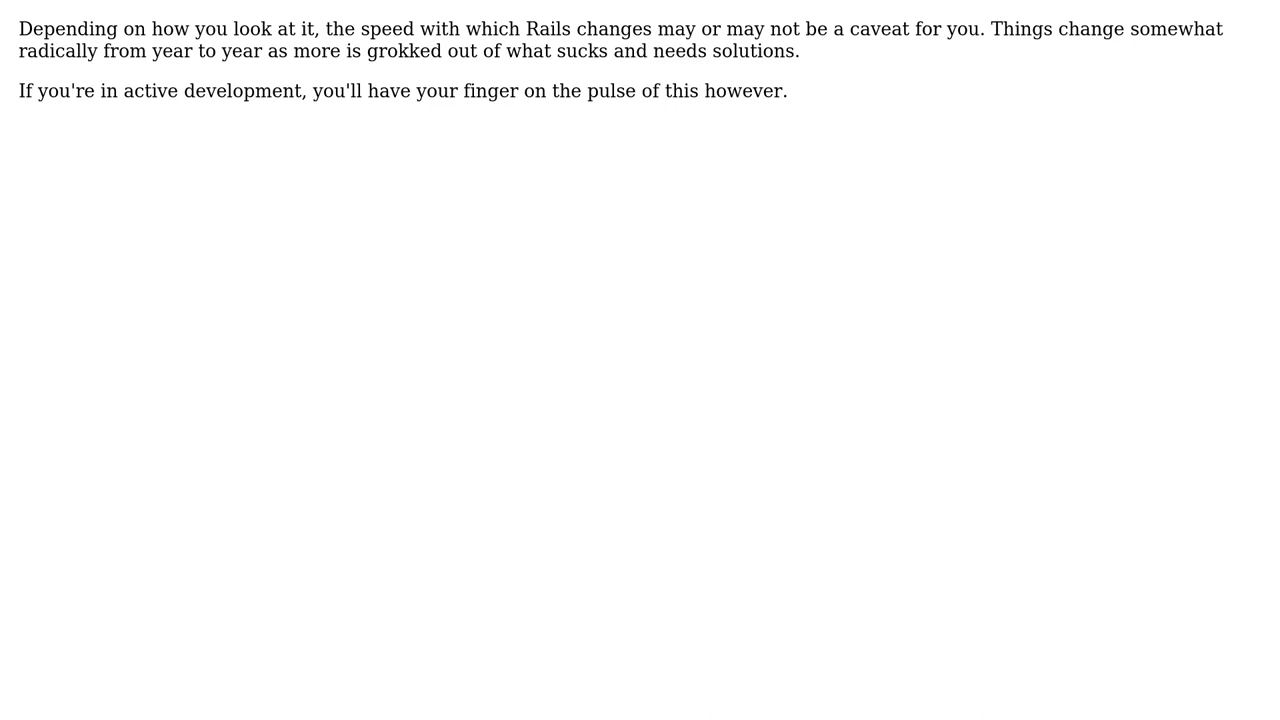 Depending on how you look at it, the speed with which Rails changes may or may not be a caveat for you. Things change somewhat
radically from year to year as more is grokked out of what sucks and needs solutions.
If you're in active development, you'll have your finger on the pulse of this however.